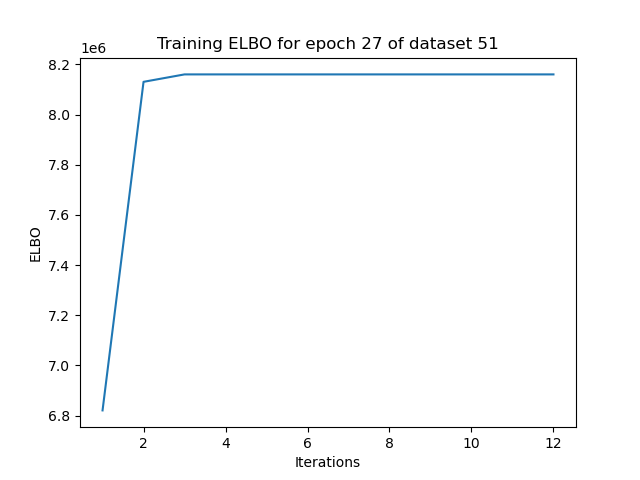 Training ELBO for epoch 27 of dataset 51
1e6
8.2
8.0
7.8
7.6
7.4
7.2
7.0
6.8
ELBO
2 4 6 8 10 12
Iterations